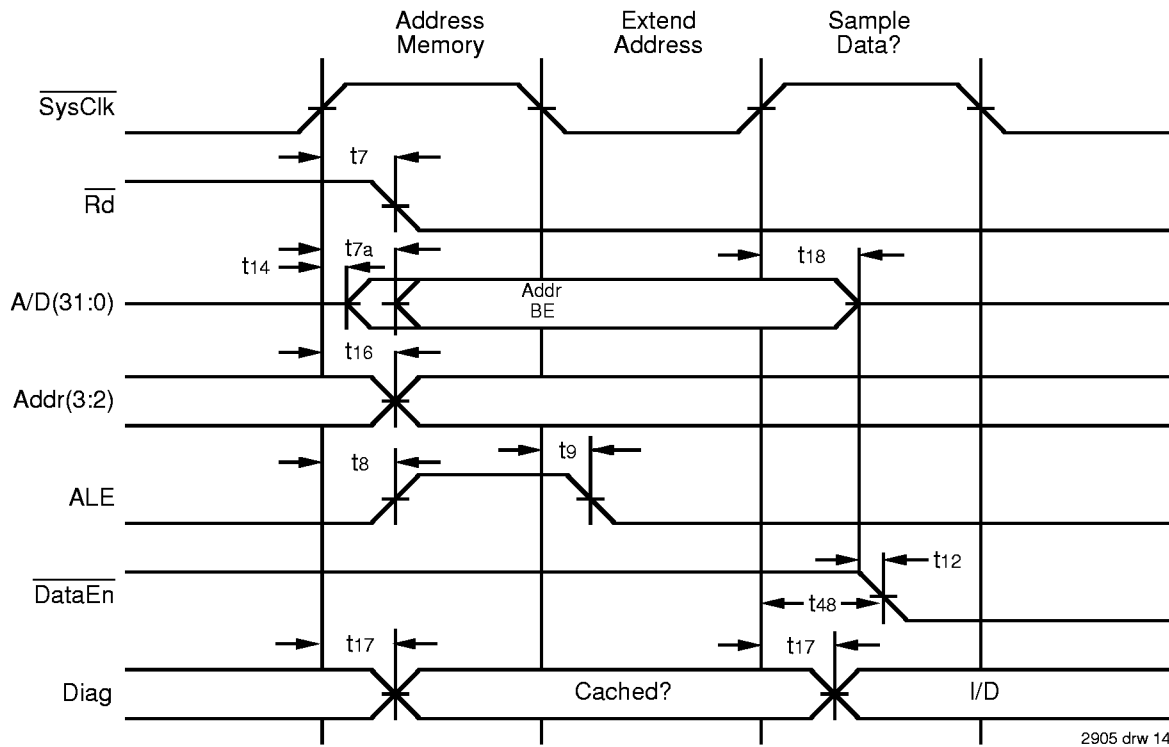 Address Memory
Extend Address
Sample Data?
SysClk
t7
Rd
t7a
t14
t18
A/D(31:0)
Addr
BE
t16
Addr(3:2)
t8
t9
ALE
t12
DataEn
t48
t17
t17
Diag
Cached?
I/D
2905 drw 14